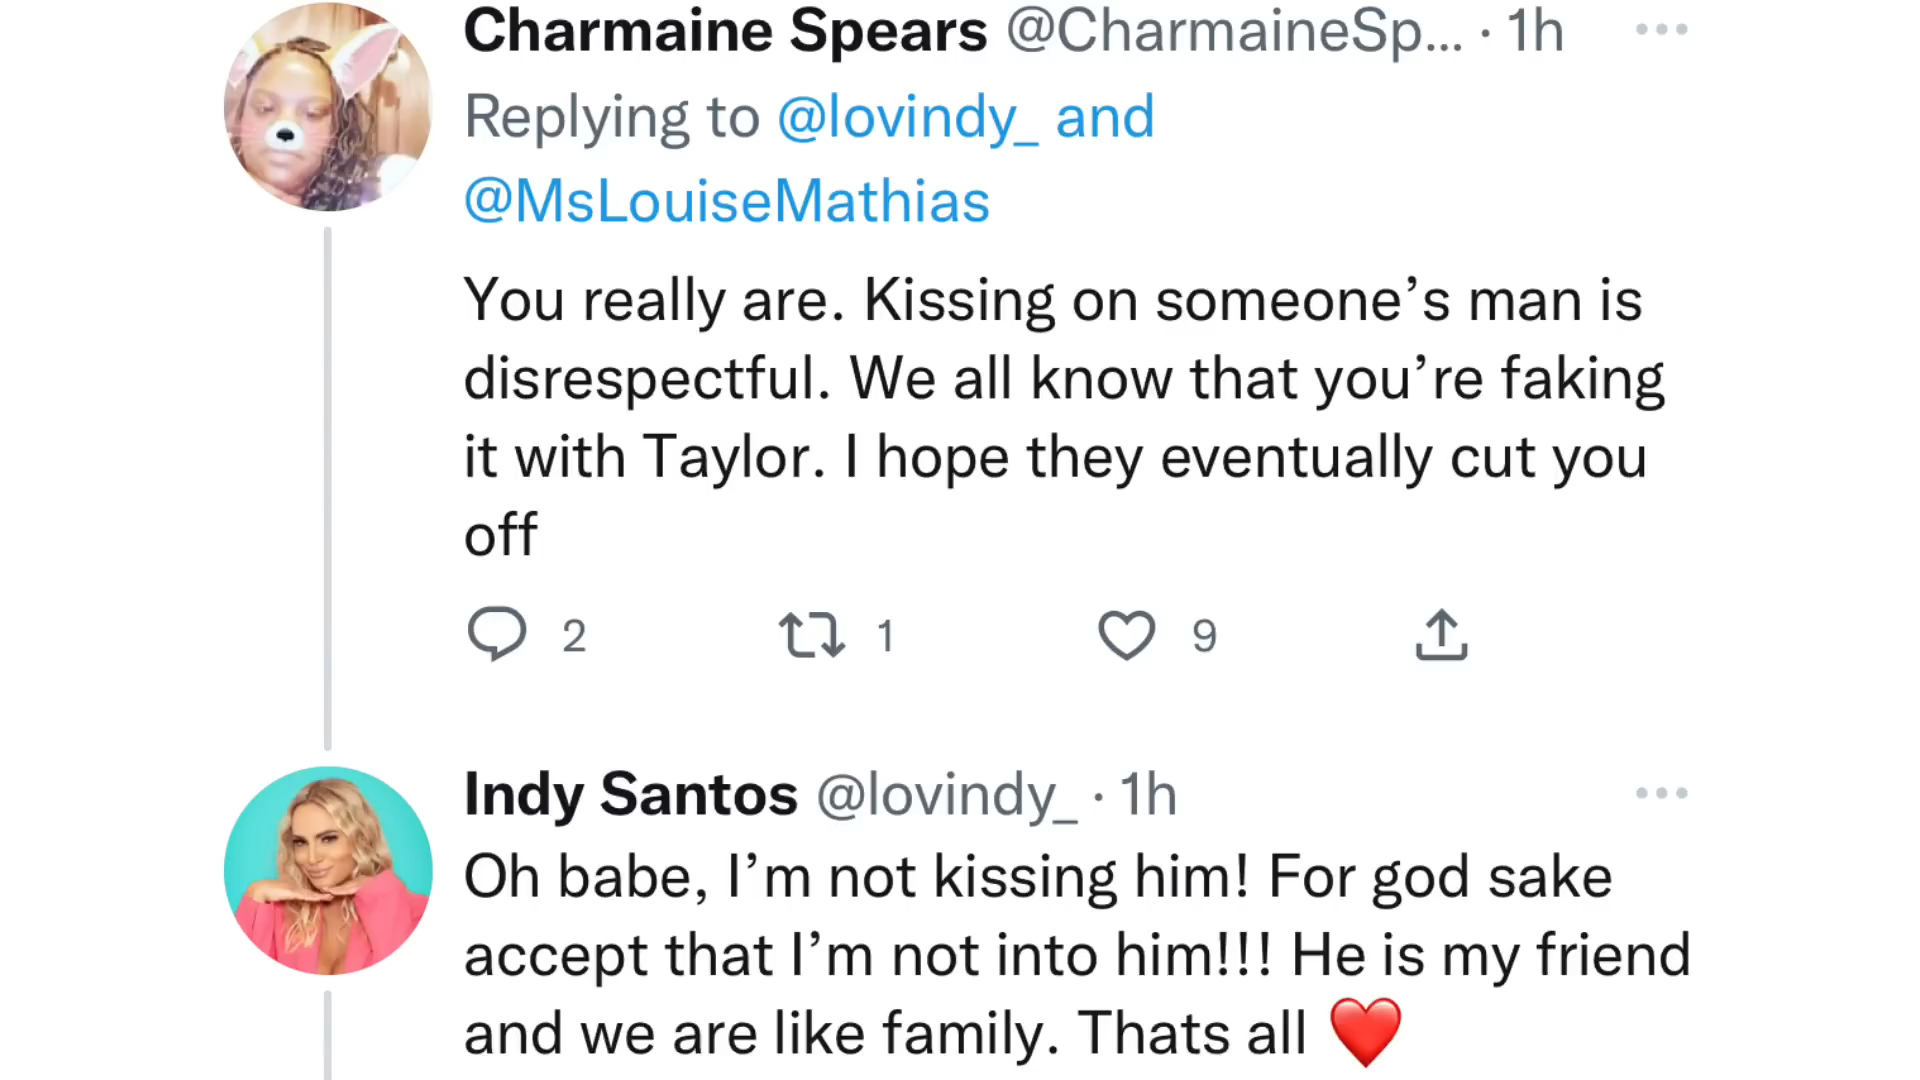 Charmaine Spears @CharmaineSp... · 1h
Replying to @lovindy_ and
@MsLouiseMathias
You really are. Kissing on someone’s man is
disrespectful. We all know that you’re faking
it with Taylor. I hope they eventually cut you
off
2 1 9
Indy Santos @lovindy_ · 1h
Oh babe, I’m not kissing him! For god sake
accept that I’m not into him!!! He is my friend
and we are like family. Thats all ❤️